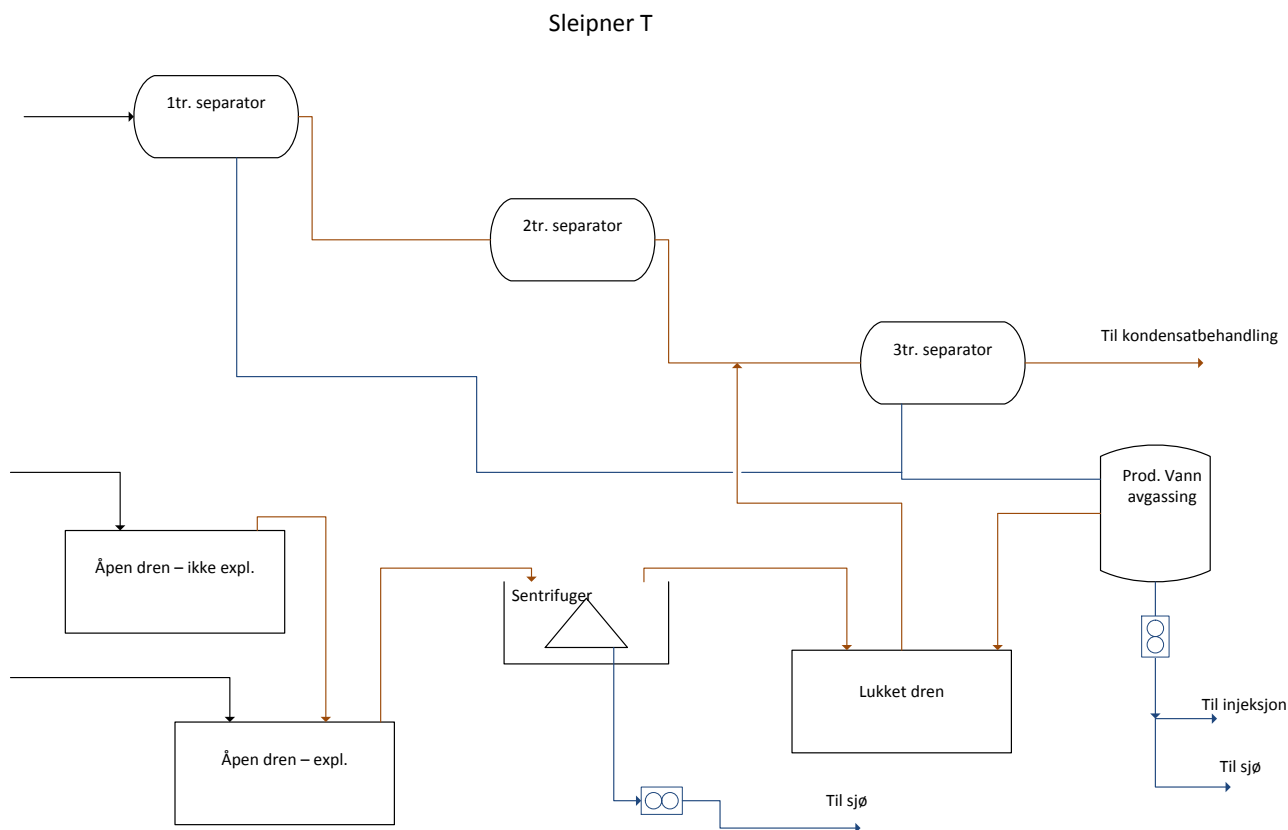 Sleipner T
1tr. separator
2tr. separator
3tr. separator
Til kondensatbehandling
Prod. Vann
avgassing
Åpen dren – ikke expl.
Sentrifuger
Lukket dren
Åpen dren – expl.
Til injeksjon
Til sjø
Til sjø